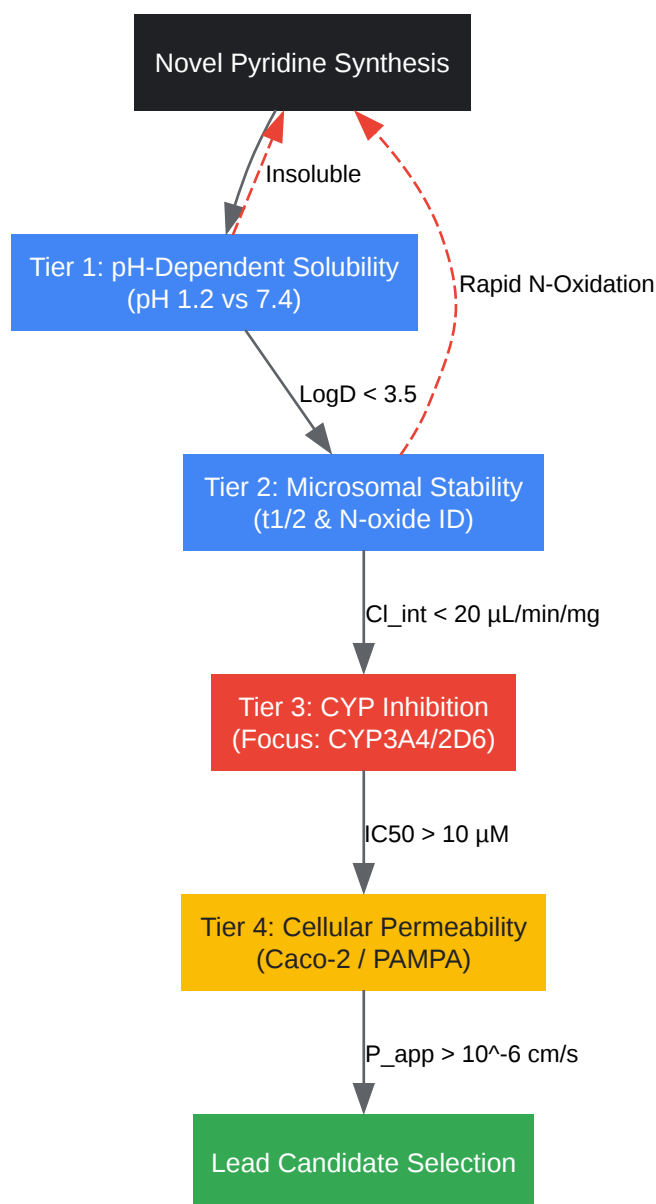 Novel Pyridine Synthesis
Insoluble
Tier 1: pH-Dependent Solubility
(pH 1.2 vs 7.4)
Rapid N-Oxidation
LogD < 3.5
Tier 2: Microsomal Stability
(t1/2 & N-oxide ID)
Cl_int < 20 µL/min/mg
Tier 3: CYP Inhibition
(Focus: CYP3A4/2D6)
IC50 > 10 µM
Tier 4: Cellular Permeability
(Caco-2 / PAMPA)
P_app > 10^-6 cm/s
Lead Candidate Selection